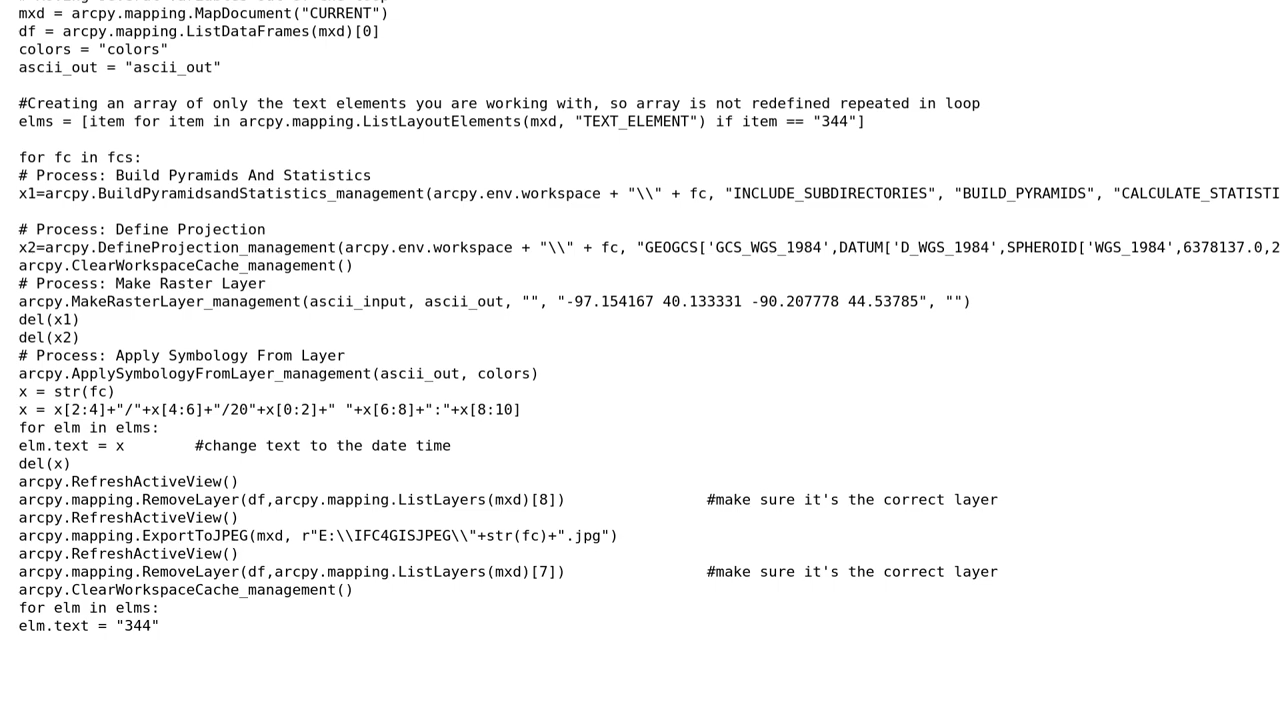 mxd = arcpy.mapping.MapDocument("CURRENT")
df = arcpy.mapping.ListDataFrames(mxd)[0]
colors = "colors"
ascii_out = "ascii_out"
#Creating an array of only the text elements you are working with, so array is not redefined repeated in loop
elms = [item for item in arcpy.mapping.ListLayoutElements(mxd, "TEXT_ELEMENT") if item == "344"]
for fc in fcs:
# Process: Build Pyramids And Statistics
x1=arcpy.BuildPyramidsandStatistics_management(arcpy.env.workspace + "\\" + fc, "INCLUDE_SUBDIRECTORIES", "BUILD_PYRAMIDS", "CALCULATE_STATISTI
# Process: Define Projection
x2=arcpy.DefineProjection_management(arcpy.env.workspace + "\\" + fc, "GEOGCS['GCS_WGS_1984',DATUM['D_WGS_1984',SPHEROID['WGS_1984',6378137.0,2
arcpy.ClearWorkspaceCache_management()
# Process: Make Raster Layer
arcpy.MakeRasterLayer_management(ascii_input, ascii_out, "", "-97.154167 40.133331 -90.207778 44.53785", "")
del(x1)
del(x2)
# Process: Apply Symbology From Layer
arcpy.ApplySymbologyFromLayer_management(ascii_out, colors)
x = str(fc)
x = x[2:4]+"/"+x[4:6]+"/20"+x[0:2]+" "+x[6:8]+":"+x[8:10]
for elm in elms:
elm.text = x        #change text to the date time
del(x)
arcpy.RefreshActiveView()
arcpy.mapping.RemoveLayer(df,arcpy.mapping.ListLayers(mxd)[8])                #make sure it's the correct layer
arcpy.RefreshActiveView()
arcpy.mapping.ExportToJPEG(mxd, r"E:\\IFC4GISJPEG\\"+str(fc)+".jpg")
arcpy.RefreshActiveView()
arcpy.mapping.RemoveLayer(df,arcpy.mapping.ListLayers(mxd)[7])                #make sure it's the correct layer
arcpy.ClearWorkspaceCache_management()
for elm in elms:
elm.text = "344"